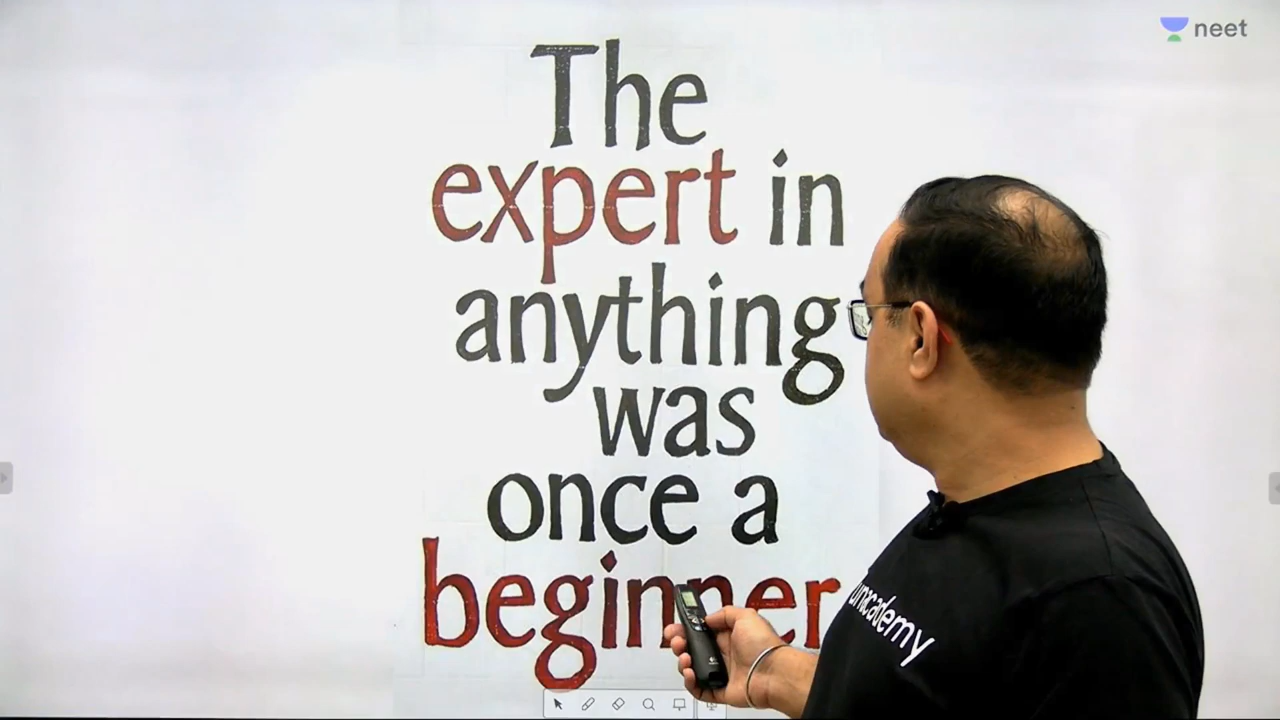 neet
The
expert in
anything
was
once a
beginner
unacademy